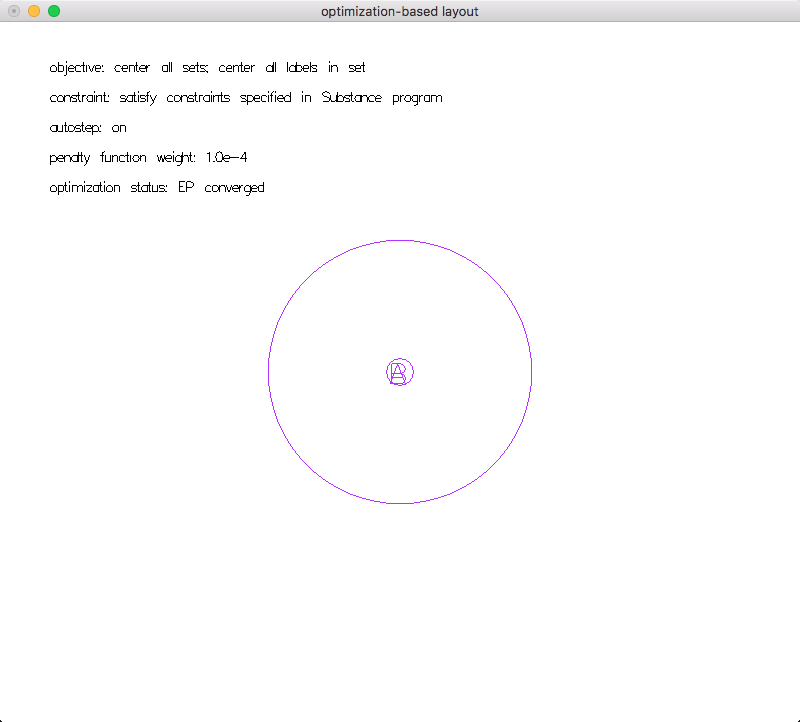 optimization-based layout
objective: center all sets; center all labels in set
constraint: satisfy constraints specified in Substance program
autostep: on
penalty function weight: 1.0e-4
optimization status: EP converged
A
B